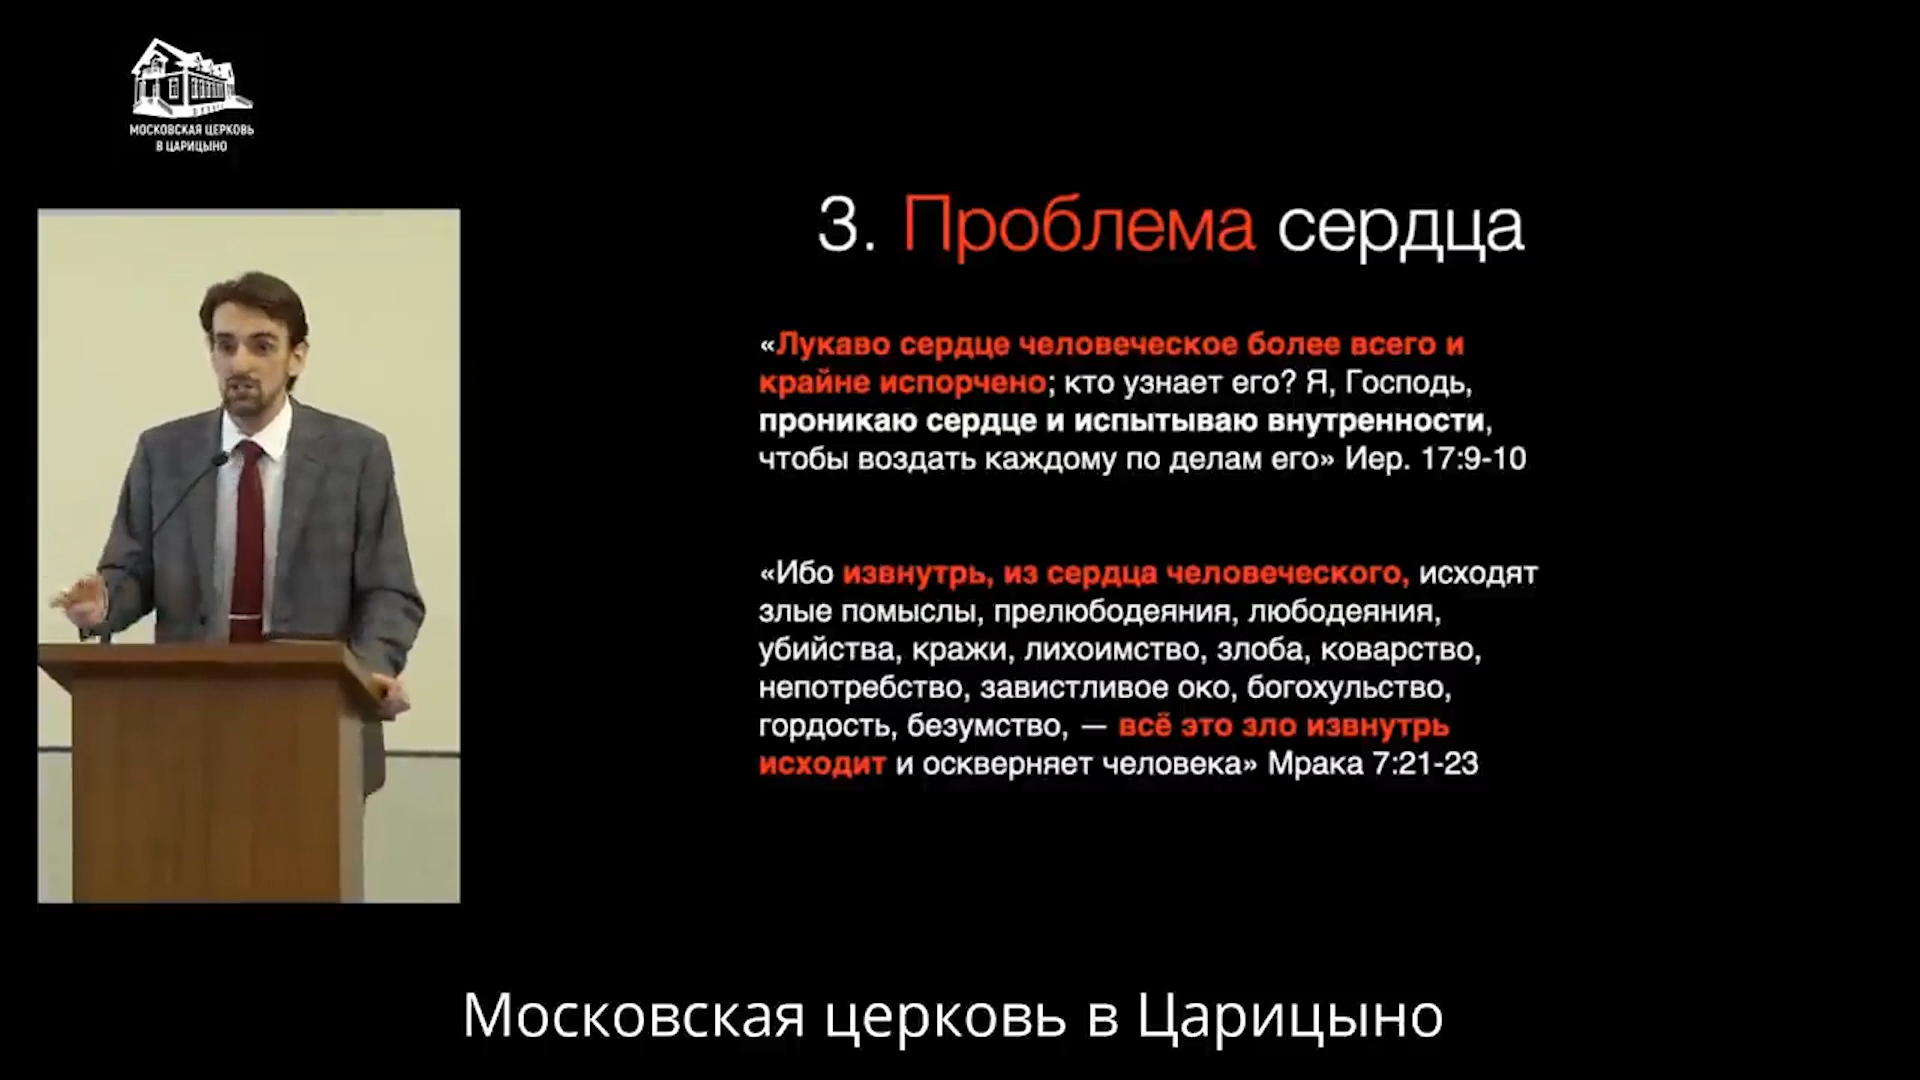 МОСКОВСКАЯ ЦЕРКОВЬ
В ЦАРИЦЫНО
3. Проблема сердца
«Лукаво сердце человеческое более всего и
крайне испорчено; кто узнает его? Я, Господь,
проникаю сердце и испытываю внутренности,
чтобы воздать каждому по делам его» Иер. 17:9-10
«Ибо извнутрь, из сердца человеческого, исходят
злые помыслы, прелюбодеяния, любодеяния,
убийства, кражи, лихоимство, злоба, коварство,
непотребство, завистливое око, богохульство,
гордость, безумство, — всё это зло извнутрь
исходит и оскверняет человека» Мрака 7:21-23
Московская церковь в Царицыно